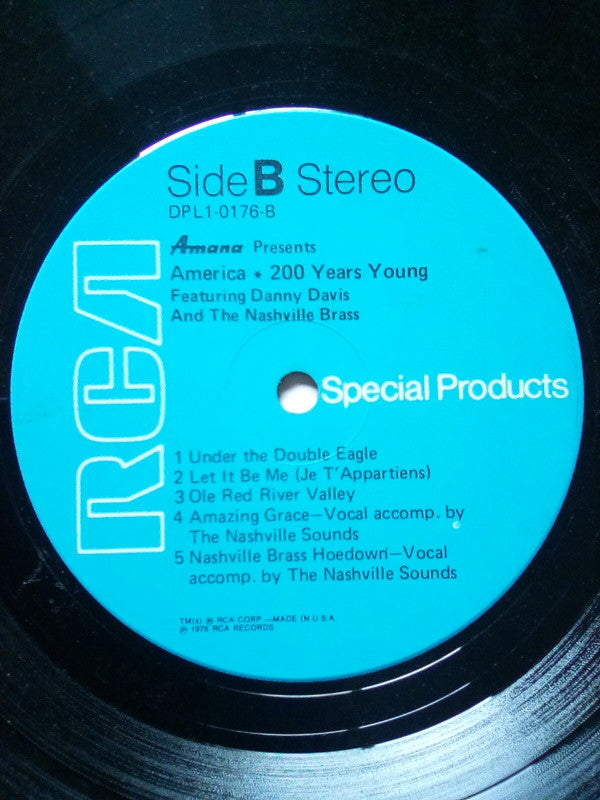 Side B Stereo
DPL1-0176-B
Amana Presents
America ★ 200 Years Young
Featuring Danny Davis
And The Nashville Brass
RCA
Special Products
1 Under the Double Eagle
2 Let It Be Me (Je T'Appartiens)
3 Ole Red River Valley
4 Amazing Grace—Vocal accomp. by
The Nashville Sounds
5 Nashville Brass Hoedown—Vocal
accomp. by The Nashville Sounds
TM(s) ® RCA CORP.—MADE IN U.S.A.
℗ 1976 RCA RECORDS